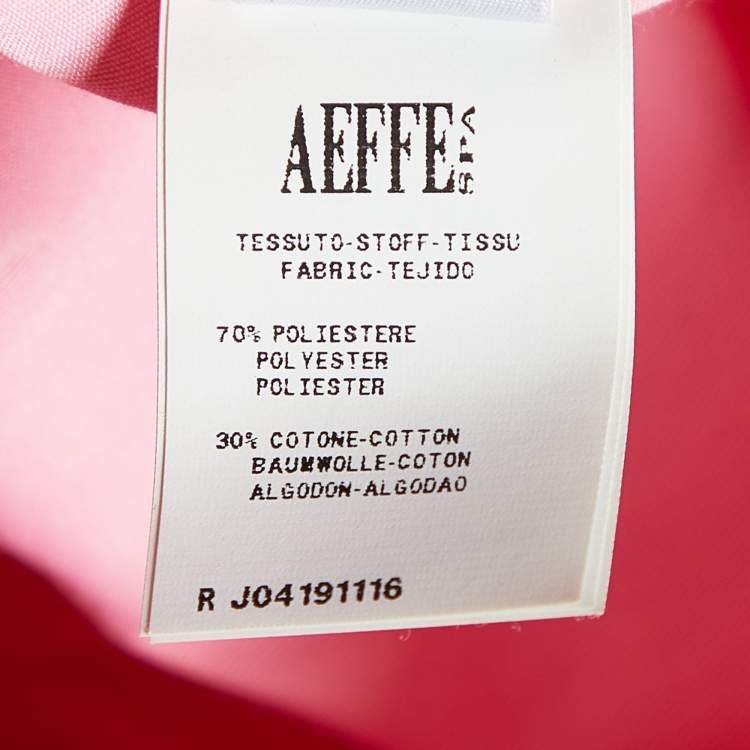 AEFFE SPA
TESSUTO-STOFF-TISSU
FABRIC-TEJIDO
70% POLIESTERE
POLYESTER
POLIESTER
30% COTONE-COTTON
BAUMWOLLE-COTON
ALGODON-ALGODAO
R J04191116